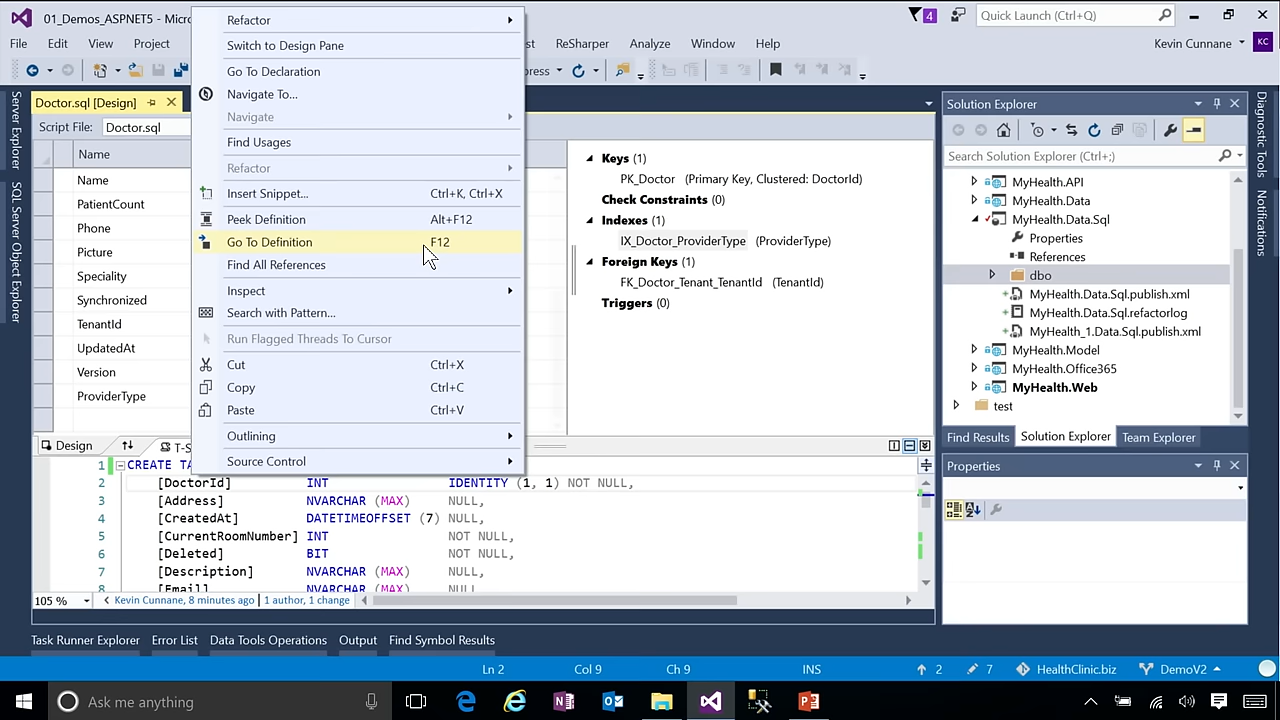 01_Demos_ASPNET5 - Micro
4
Quick Launch (Ctrl+Q)
File Edit View Project st ReSharper Analyze Window Help
Kevin Cunnane KC
press
Doctor.sql [Design]
Script File: Doctor.sql
Name
Name
PatientCount
Phone
Picture
Specialty
Synchronized
TenantId
UpdatedAt
Version
ProviderType
Refactor
Switch to Design Pane
Go To Declaration
Navigate To...
Navigate
Find Usages
Refactor
Insert Snippet... Ctrl+K, Ctrl+X
Peek Definition Alt+F12
Go To Definition F12
Find All References
Inspect
Search with Pattern...
Run Flagged Threads To Cursor
Cut Ctrl+X
Copy Ctrl+C
Paste Ctrl+V
Outlining
Source Control
Keys (1)
PK_Doctor (Primary Key, Clustered: DoctorId)
Check Constraints (0)
Indexes (1)
IX_Doctor_ProviderType (ProviderType)
Foreign Keys (1)
FK_Doctor_Tenant_TenantId (TenantId)
Triggers (0)
Design T-S
1 CREATE TA
2 [DoctorId] INT IDENTITY (1, 1) NOT NULL,
3 [Address] NVARCHAR (MAX) NULL,
4 [CreatedAt] DATETIMEOFFSET (7) NULL,
5 [CurrentRoomNumber] INT NOT NULL,
6 [Deleted] BIT NOT NULL,
7 [Description] NVARCHAR (MAX) NULL,
8 [Email] NVARCHAR (MAX) NULL,
105 % Kevin Cunnane, 8 minutes ago | 1 author, 1 change
Server Explorer
SQL Server Object Explorer
Solution Explorer
Search Solution Explorer (Ctrl+;)
MyHealth.API
MyHealth.Data
MyHealth.Data.Sql
Properties
References
dbo
MyHealth.Data.Sql.publish.xml
MyHealth.Data.Sql.refactorlog
MyHealth_1.Data.Sql.publish.xml
MyHealth.Model
MyHealth.Office365
MyHealth.Web
test
Find Results Solution Explorer Team Explorer
Properties
Diagnostic Tools
Notifications
Task Runner Explorer Error List Data Tools Operations Output Find Symbol Results
Ln 2 Col 9 Ch 9 INS 2 7 HealthClinic.biz DemoV2
Ask me anything